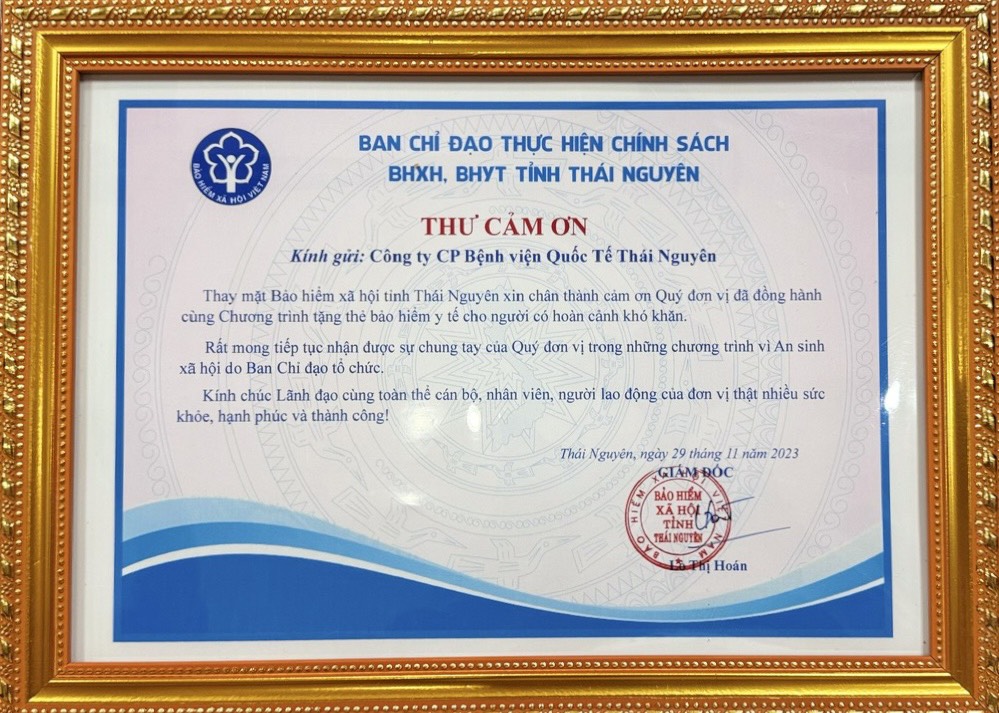 BẢO HIỂM XÃ HỘI VIỆT NAM
BAN CHỈ ĐẠO THỰC HIỆN CHÍNH SÁCH
BHXH, BHYT TỈNH THÁI NGUYÊN
THƯ CẢM ƠN
Kính gửi: Công ty CP Bệnh viện Quốc Tế Thái Nguyên
Thay mặt Bảo hiểm xã hội tỉnh Thái Nguyên xin chân thành cảm ơn Quý đơn vị đã đồng hành
cùng Chương trình tặng thẻ bảo hiểm y tế cho người có hoàn cảnh khó khăn.
Rất mong tiếp tục nhận được sự chung tay của Quý đơn vị trong những chương trình vì An sinh
xã hội do Ban Chỉ đạo tổ chức.
Kính chúc Lãnh đạo cùng toàn thể cán bộ, nhân viên, người lao động của đơn vị thật nhiều sức
khỏe, hạnh phúc và thành công!
Thái Nguyên, ngày 29 tháng 11 năm 2023
GIÁM ĐỐC
BẢO HIỂM XÃ HỘI VIỆT NAM
BẢO HIỂM
XÃ HỘI
TỈNH
THÁI NGUYÊN
Lô Thị Hoán